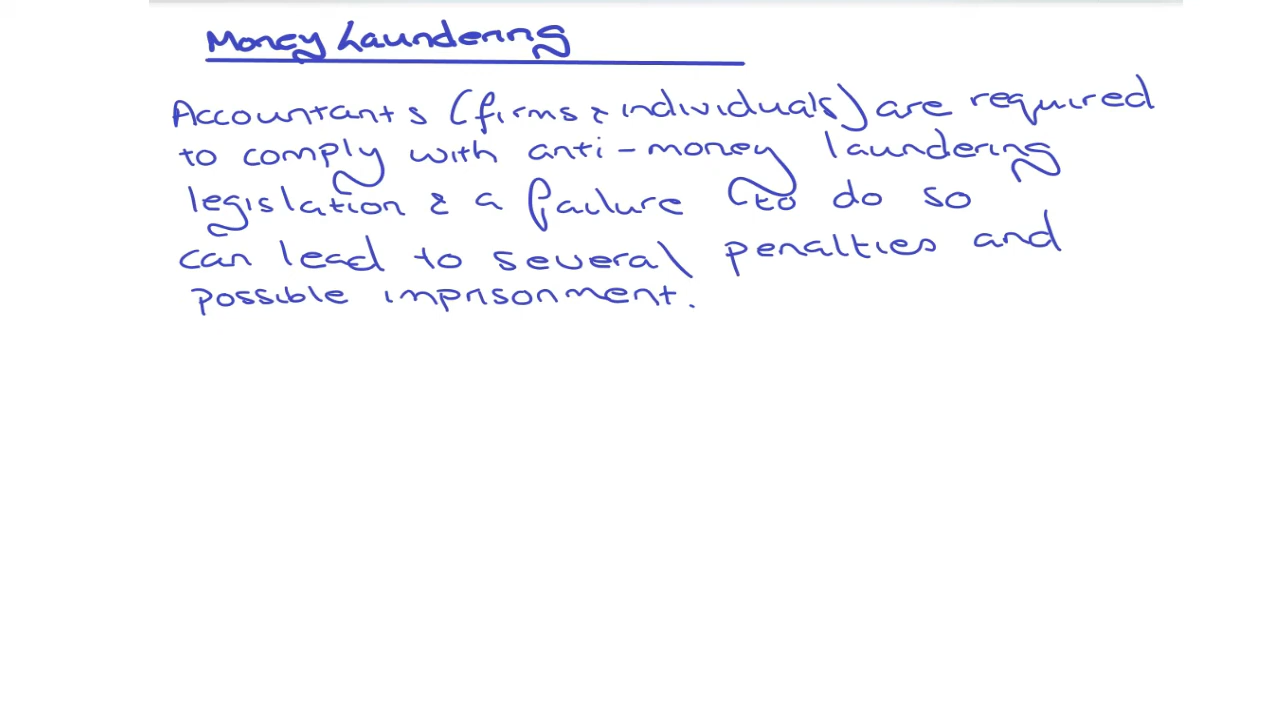 Money Laundering
Accountants (firms & individuals) are required
to comply with anti-money laundering
legislation & a failure to do so
can lead to several penalties and
possible imprisonment.